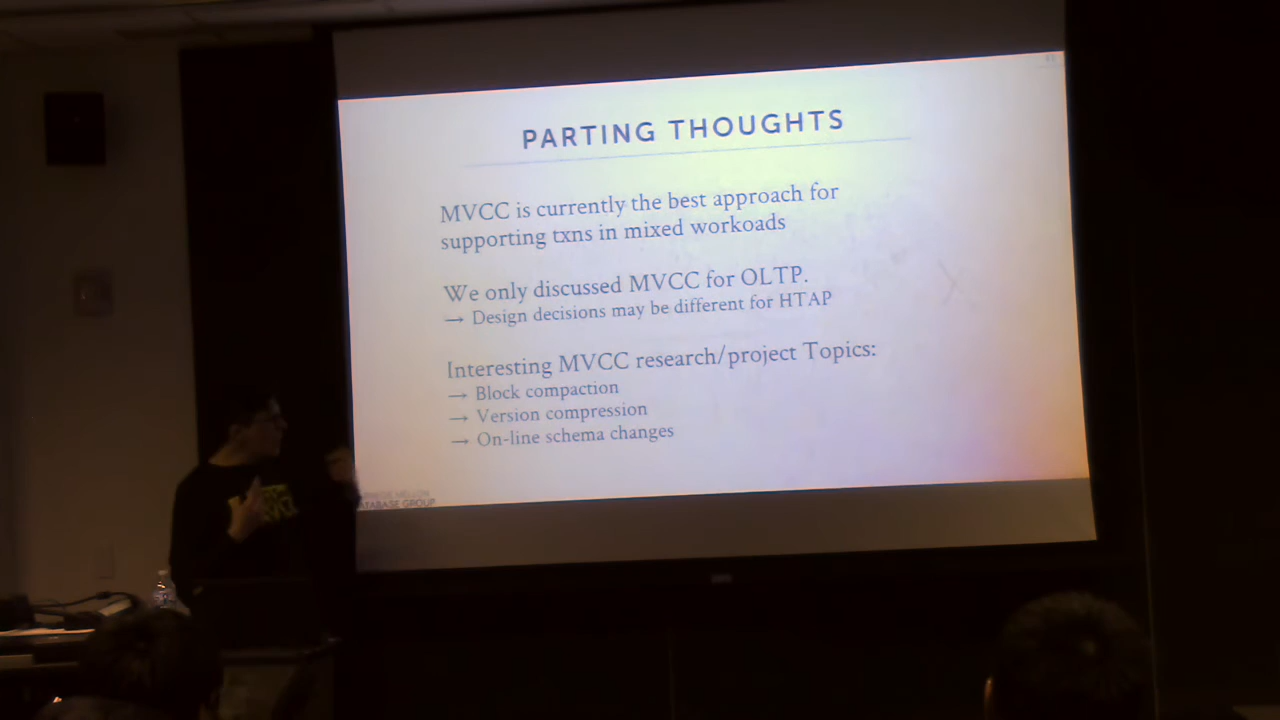 PARTING THOUGHTS
MVCC is currently the best approach for
supporting txns in mixed workoads
We only discussed MVCC for OLTP.
→ Design decisions may be different for HTAP
Interesting MVCC research/project Topics:
→ Block compaction
→ Version compression
→ On-line schema changes
DATABASE GROUP